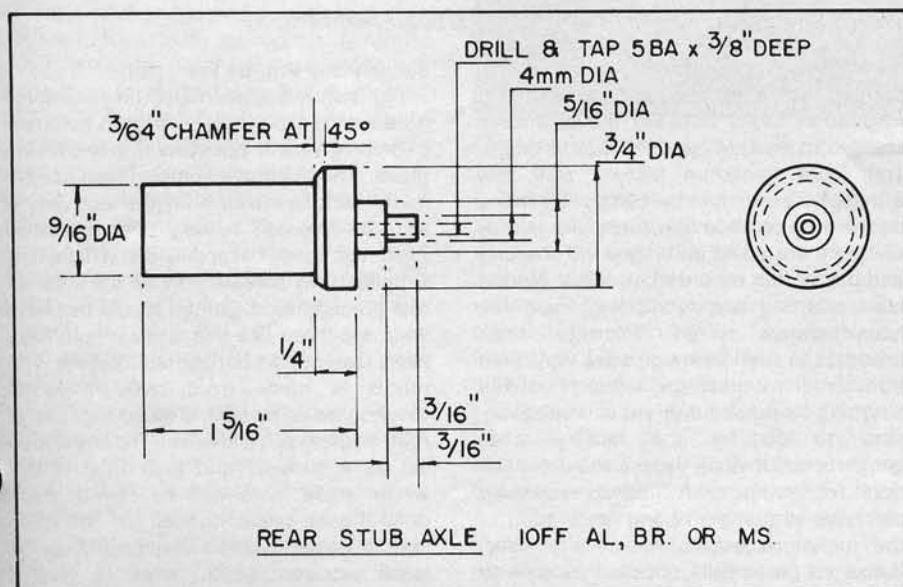 DRILL & TAP 5BA x 3/8" DEEP
4mm DIA
5/16" DIA
3/64" CHAMFER AT 45°
3/4" DIA
9/16" DIA
1/4"
3/16"
1 5/16"
3/16"
REAR STUB AXLE 1OFF AL, BR. OR, MS.